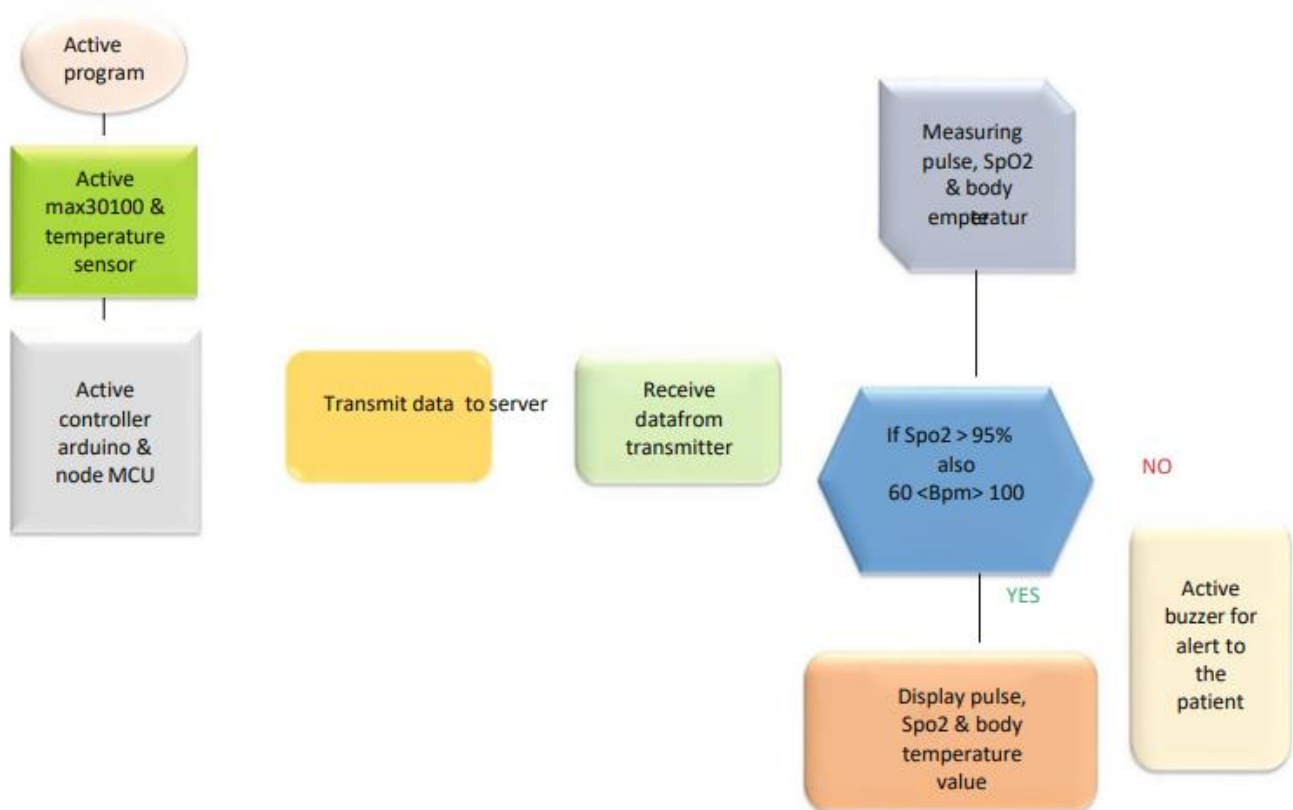 Active
program
Active
max30100 &
temperature
sensor
Active
controller
arduino &
node MCU
Transmit data to server
Receive
datafrom
transmitter
Measuring
pulse, SpO2
& body
If Spo2 > 95%
also
60 <Bpm> 100
NO
YES
Active
buzzer for
alert to
the
patient
Display pulse,
Spo2 & body
temperature
value